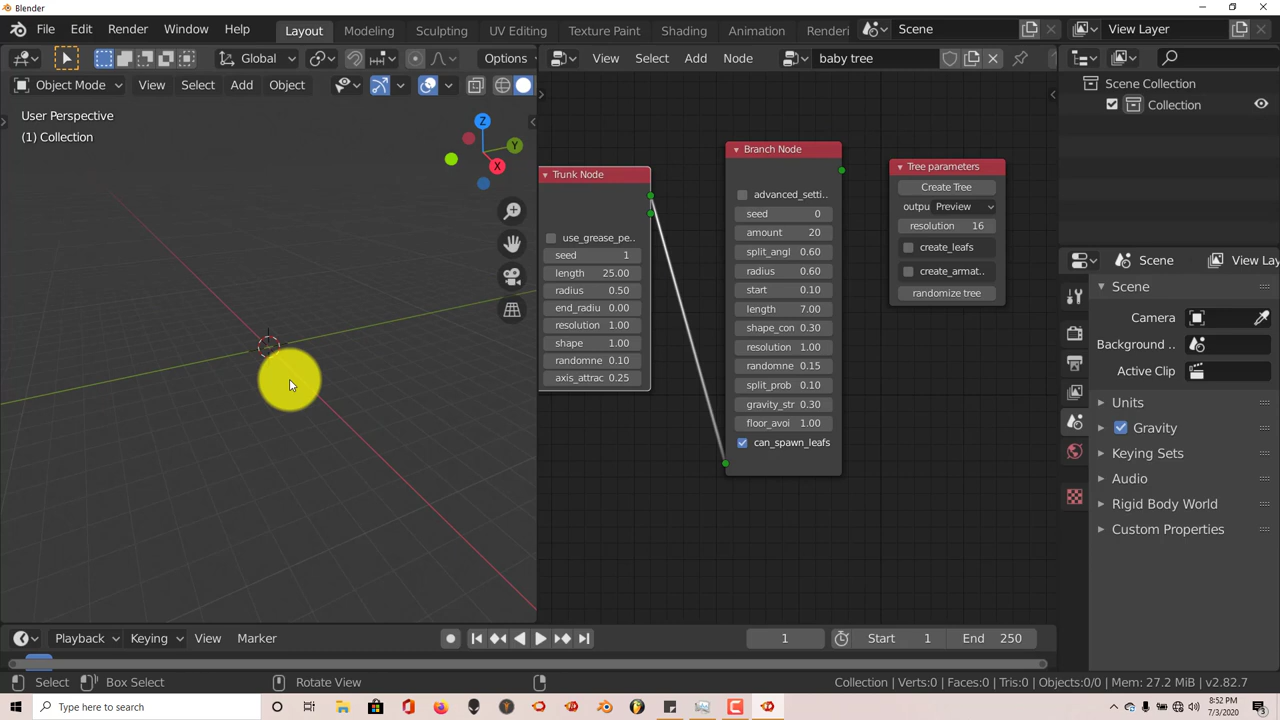 Blender
File Edit Render Window Help Layout Modeling Sculpting UV Editing Texture Paint Shading Animation Renderi Scene View Layer
Global Options View Select Add Node baby tree
Object Mode View Select Add Object
User Perspective
(1) Collection
Z
Y
X
Trunk Node
use_grease_pe..
seed 1
length 25.00
radius 0.50
end_radiu 0.00
resolution 1.00
shape 1.00
randomne 0.10
axis_attrac 0.25
Branch Node
advanced_setti..
seed 0
amount 20
split_angl 0.60
radius 0.60
start 0.10
length 7.00
shape_con 0.30
resolution 1.00
randomne 0.15
split_prob 0.10
gravity_str 0.30
floor_avoi 1.00
can_spawn_leafs
Tree parameters
Create Tree
outpu Preview
resolution 16
create_leafs
create_armat..
randomize tree
Scene Collection
Collection
Scene View Lay
Scene
Camera
Background ..
Active Clip
Units
Gravity
Keying Sets
Audio
Rigid Body World
Custom Properties
Playback Keying View Marker 1 Start 1 End 250
Select Box Select Rotate View Collection | Verts:0 | Faces:0 | Tris:0 | Objects:0/0 | Mem: 27.2 MiB | v2.82.7
Type here to search
8:52 PM
7/3/2020